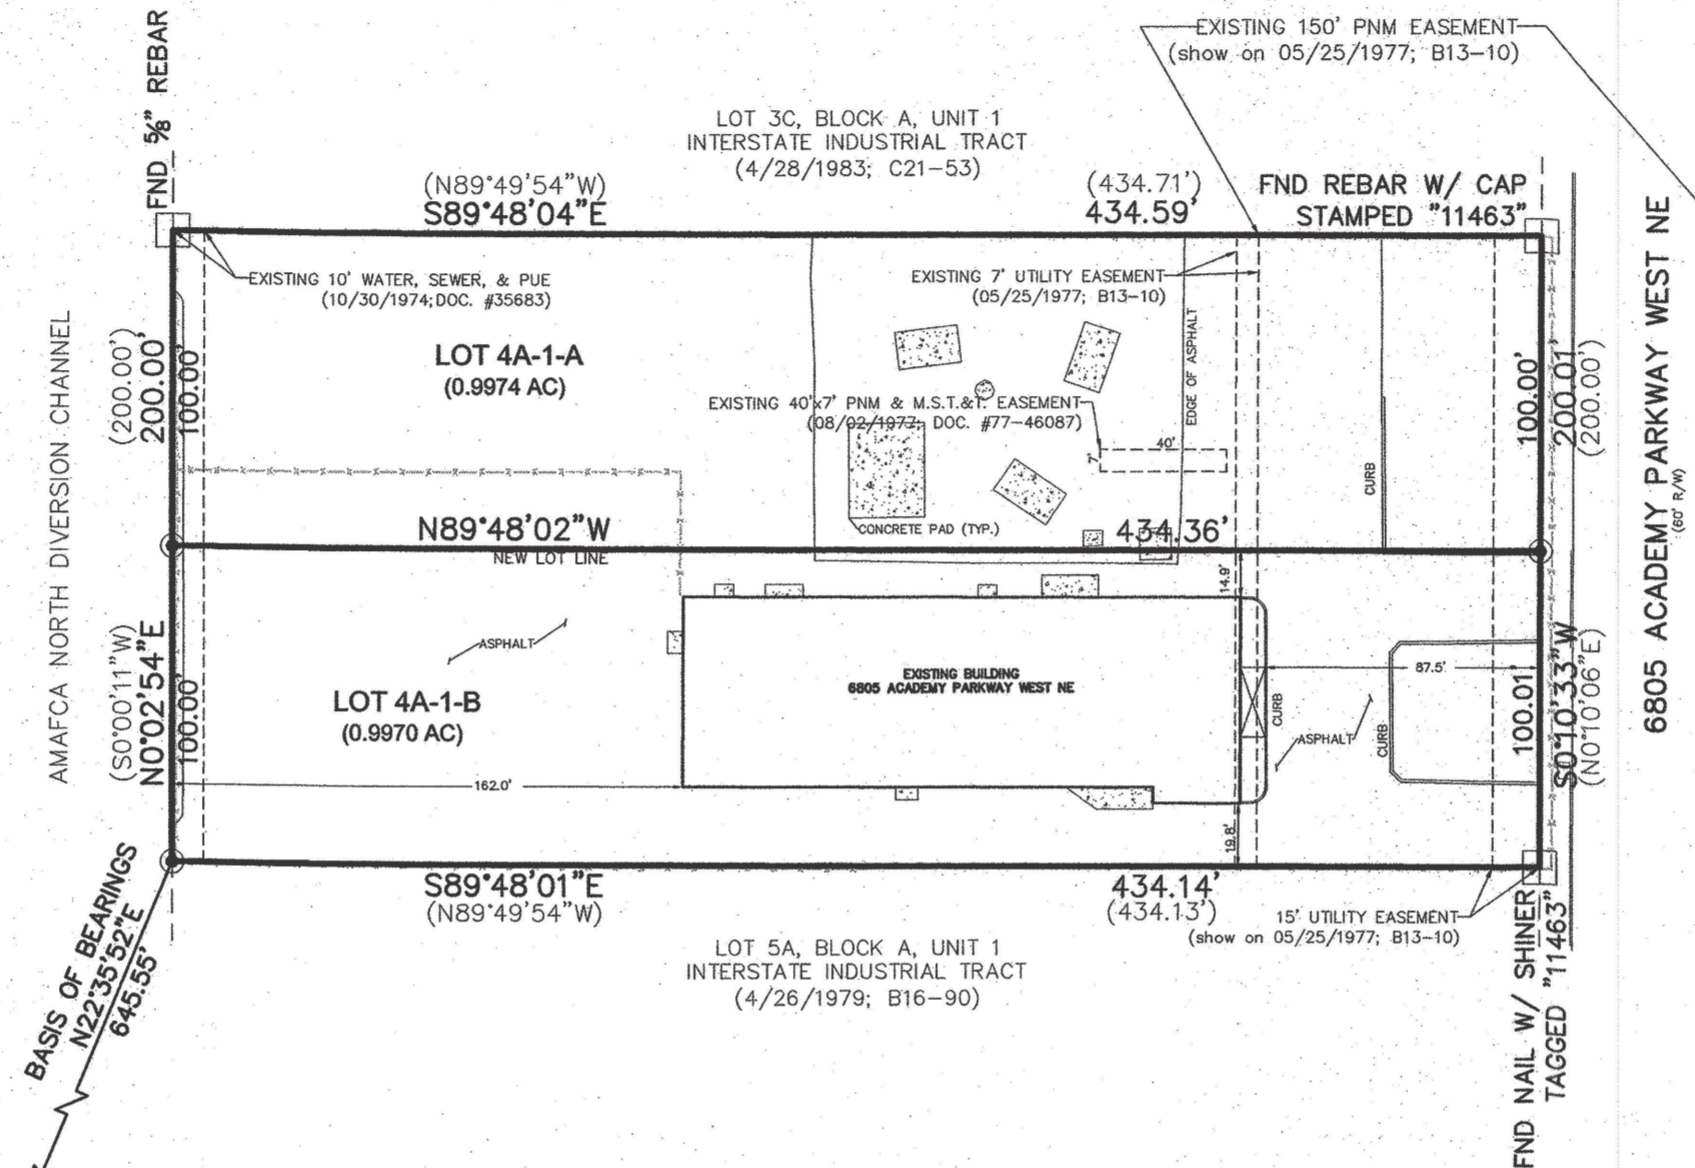 EXISTING 150' PNM EASEMENT
(show on 05/25/1977; B13-10)
FND 5/8" REBAR
LOT 3C, BLOCK A, UNIT 1
INTERSTATE INDUSTRIAL TRACT
(4/28/1983; C21-53)
(N89°49'54"W)
S89°48'04"E
(434.71')
434.59'
FND REBAR W/ CAP
STAMPED "11463"
EXISTING 10' WATER, SEWER, & PUE
(10/30/1974;DOC. #35683)
EXISTING 7' UTILITY EASEMENT
(05/25/1977; B13-10)
AMAFCA NORTH DIVERSION CHANNEL
(200.00')
200.00'
100.00'
LOT 4A-1-A
(0.9974 AC)
EXISTING 40'x7' PNM & M.S.T.&T. EASEMENT
(08/02/1977; DOC. #77-46087)
40'
7'
EDGE OF ASPHALT
CURB
100.00'
200.01'
(200.00')
6805 ACADEMY PARKWAY WEST NE
(60' R/W)
CONCRETE PAD (TYP.)
N89°48'02"W
434.36'
NEW LOT LINE
14.9'
(S0°00'11"W)
N0°02'54"E
100.00'
ASPHALT
LOT 4A-1-B
(0.9970 AC)
EXISTING BUILDING
6805 ACADEMY PARKWAY WEST NE
87.5'
CURB
ASPHALT
CURB
100.01'
S0°10'33"W
(N0°10'06"E)
162.0'
19.8'
S89°48'01"E
(N89°49'54"W)
434.14'
(434.13')
15' UTILITY EASEMENT
(show on 05/25/1977; B13-10)
LOT 5A, BLOCK A, UNIT 1
INTERSTATE INDUSTRIAL TRACT
(4/26/1979; B16-90)
BASIS OF BEARINGS
N22°35'52"E
645.55'
FND NAIL W/ SHINER
TAGGED "11463"